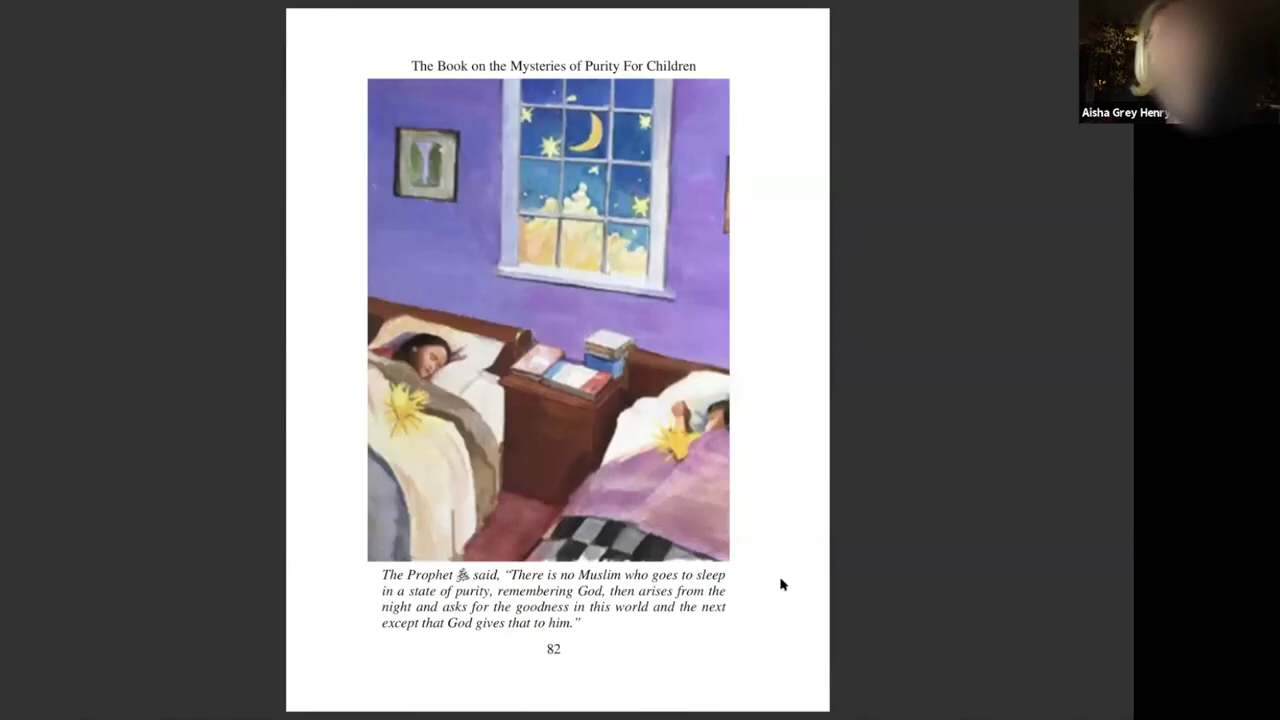 The Book on the Mysteries of Purity For Children
Aisha Grey Henry
The Prophet ﷺ said, “There is no Muslim who goes to sleep
in a state of purity, remembering God, then arises from the
night and asks for the goodness in this world and the next
except that God gives that to him.”
82